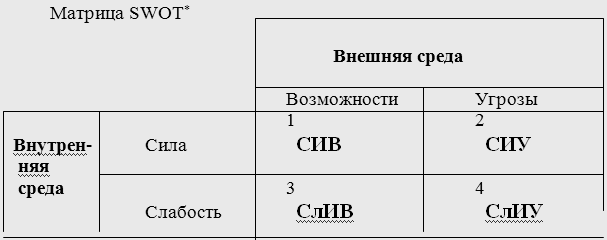 Матрица SWOT*
Внешняя среда
Возможности Угрозы
1 2
Внутрен- Сила СИВ СИУ
няя
среда
3 4
Слабость СлИВ СлИУ